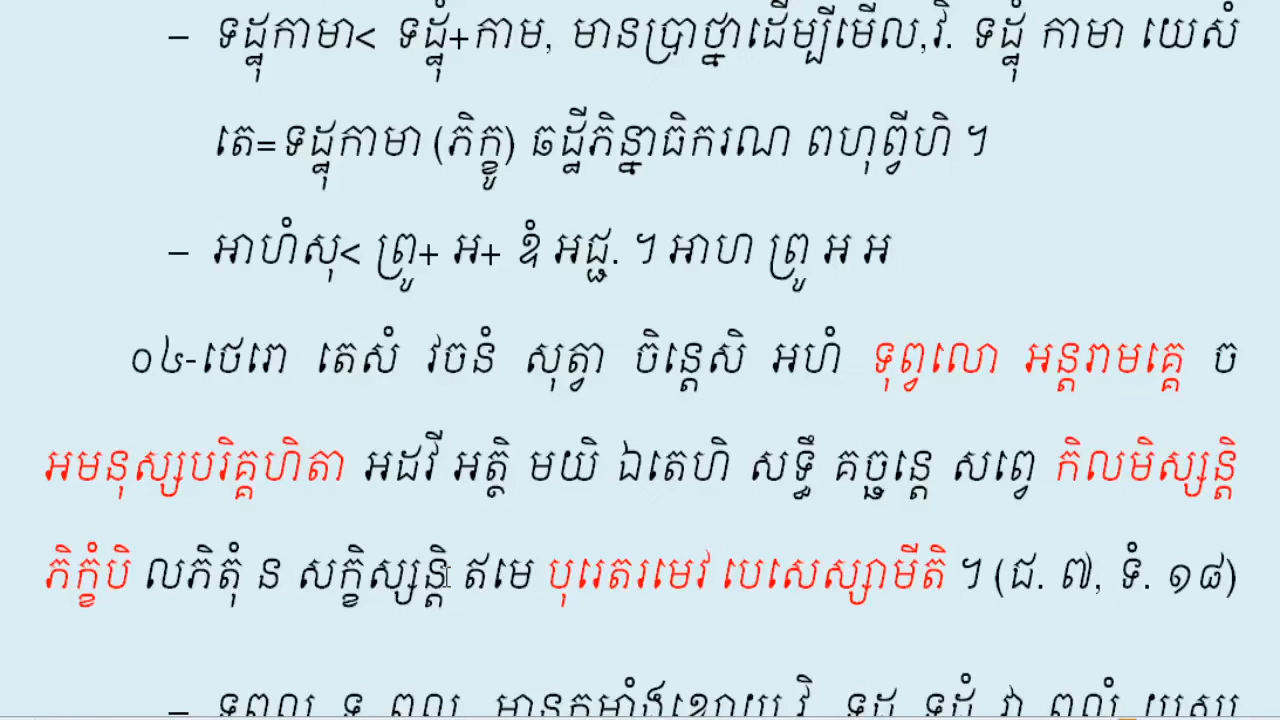 – ទដ្ឋុកាមា< ទដ្ឋុំ+កាម, មានប្រាថ្នាដើម្បីមើល,វិ. ទដ្ឋុំ កាមា យេសំ
តេ=ទដ្ឋុកាមា (ភិក្ខូ) ឆដ្ឋីភិន្នាធិករណ ពហុព្វីហិ ។
– អាហំសុ< ព្រូ+ អ+ ឧំ អជ្ជ. ។ អាហ ព្រូ អ អ
០៤-ថេរោ តេសំ វចនំ សុត្វា ចិន្តេសិ អហំ ទុព្វលោ អន្តរាមគ្គេ ច
អមនុស្សបរិគ្គហិតា អដវី អត្ថិ មយិ ឯតេហិ សទ្ធឹ គច្ឆន្តេ សព្វេ កិលមិស្សន្តិ
ភិក្ខំបិ លភិតុំ ន សក្ខិស្សន្តិ ឥមេ បុរេតរមេវ បេសេស្សាមីតិ ។ (ជ. ៧, ទំ. ១៨)